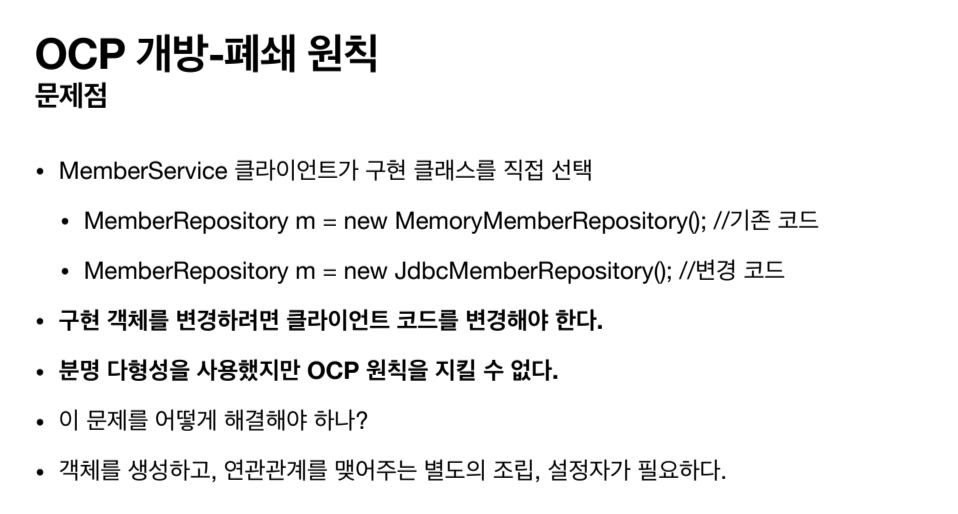 OCP 개방-폐쇄 원칙
문제점
• MemberService 클라이언트가 구현 클래스를 직접 선택
• MemberRepository m = new MemoryMemberRepository(); //기존 코드
• MemberRepository m = new JdbcMemberRepository(); //변경 코드
• 구현 객체를 변경하려면 클라이언트 코드를 변경해야 한다.
• 분명 다형성을 사용했지만 OCP 원칙을 지킬 수 없다.
• 이 문제를 어떻게 해결해야 하나?
• 객체를 생성하고, 연관관계를 맺어주는 별도의 조립, 설정자가 필요하다.